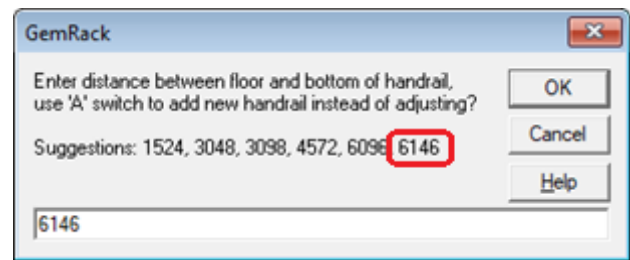 GemRack
Enter distance between floor and bottom of handrail,
use 'A' switch to add new handrail instead of adjusting?
Suggestions: 1524, 3048, 3098, 4572, 6096, 6146
OK
Cancel
Help
6146